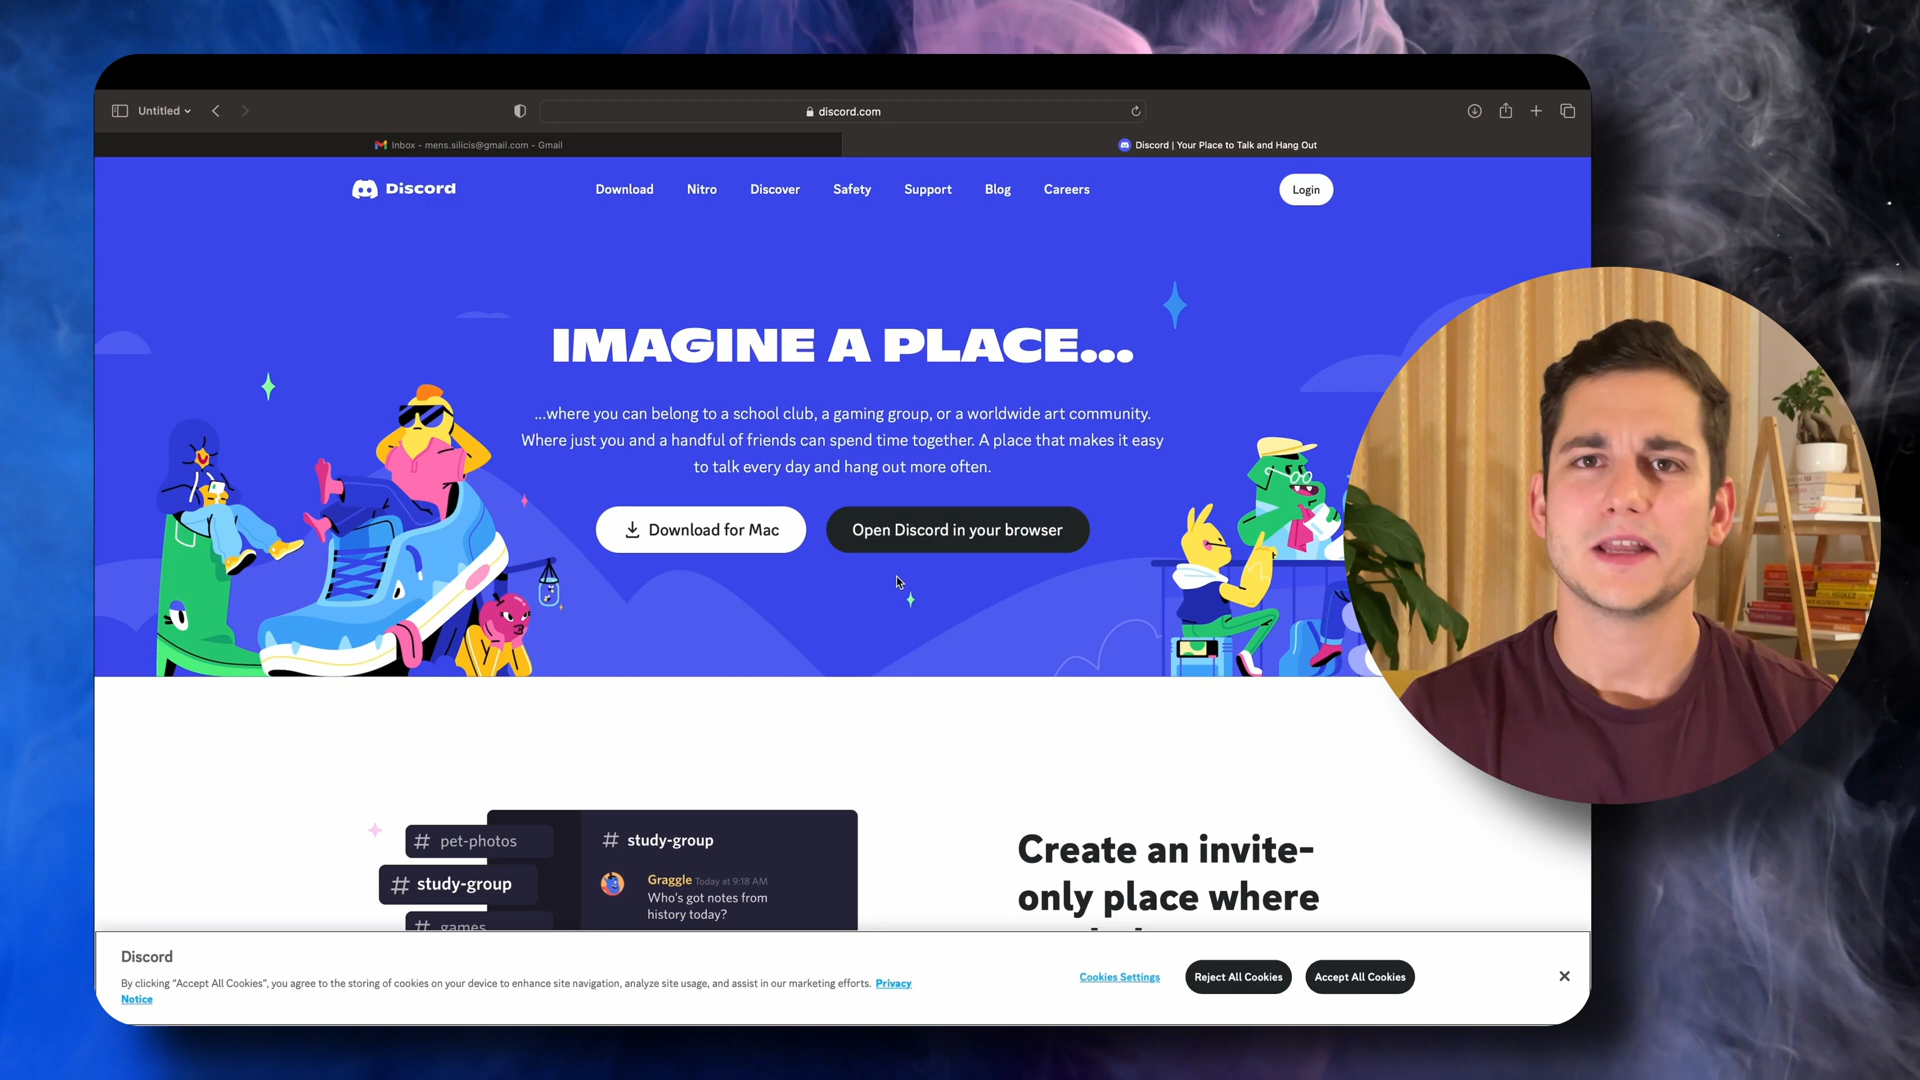 Untitled
discord.com
Inbox - mens.silicis@gmail.com - Gmail
Discord | Your Place to Talk and Hang Out
Discord
Download
Nitro
Discover
Safety
Support
Blog
Careers
Login
IMAGINE A PLACE...
...where you can belong to a school club, a gaming group, or a worldwide art community.
Where just you and a handful of friends can spend time together. A place that makes it easy
to talk every day and hang out more often.
Download for Mac
Open Discord in your browser
# pet-photos
# study-group
# games
# study-group
Graggle Today at 9:18 AM
Who's got notes from
history today?
Create an invite-
only place where
Discord
By clicking “Accept All Cookies”, you agree to the storing of cookies on your device to enhance site navigation, analyze site usage, and assist in our marketing efforts. Privacy
Notice
Cookies Settings
Reject All Cookies
Accept All Cookies